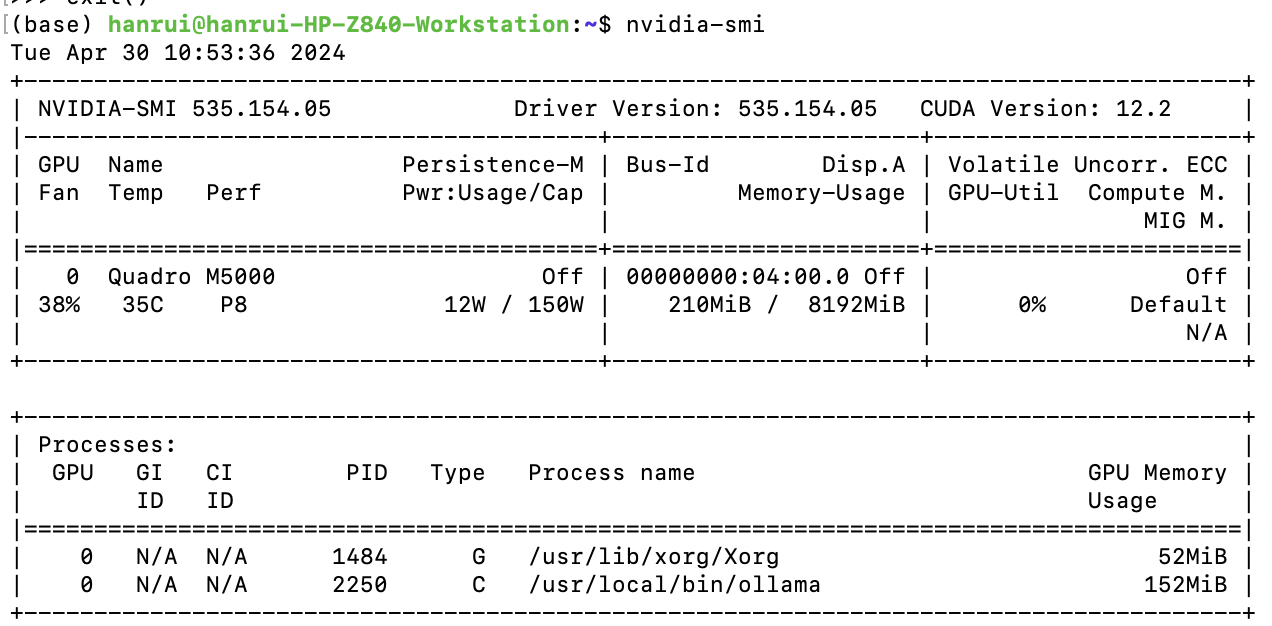 >>> exit()
(base) hanrui@hanrui-HP-Z840-Workstation:~$ nvidia-smi
Tue Apr 30 10:53:36 2024
+---------------------------------------------------------------------------------------+
| NVIDIA-SMI 535.154.05             Driver Version: 535.154.05   CUDA Version: 12.2     |
|-----------------------------------------+----------------------+----------------------+
| GPU  Name                 Persistence-M | Bus-Id        Disp.A | Volatile Uncorr. ECC |
| Fan  Temp   Perf          Pwr:Usage/Cap |         Memory-Usage | GPU-Util  Compute M. |
|                                         |                      |               MIG M. |
|=========================================+======================+======================|
|   0  Quadro M5000                   Off | 00000000:04:00.0 Off |                  Off |
| 38%   35C    P8              12W / 150W |    210MiB /  8192MiB |      0%      Default |
|                                         |                      |                  N/A |
+-----------------------------------------+----------------------+----------------------+

+---------------------------------------------------------------------------------------+
| Processes:                                                                            |
|  GPU   GI   CI        PID   Type   Process name                            GPU Memory |
|        ID   ID                                                             Usage      |
|=======================================================================================|
|    0   N/A  N/A      1484      G   /usr/lib/xorg/Xorg                           52MiB |
|    0   N/A  N/A      2250      C   /usr/local/bin/ollama                       152MiB |
+---------------------------------------------------------------------------------------+